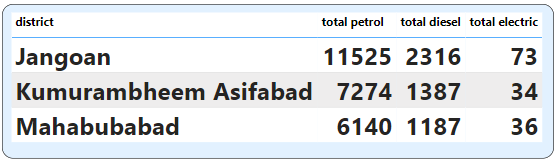 district total petrol total diesel total electric
Jangoan 11525 2316 73
Kumurambheem Asifabad 7274 1387 34
Mahabubabad 6140 1187 36